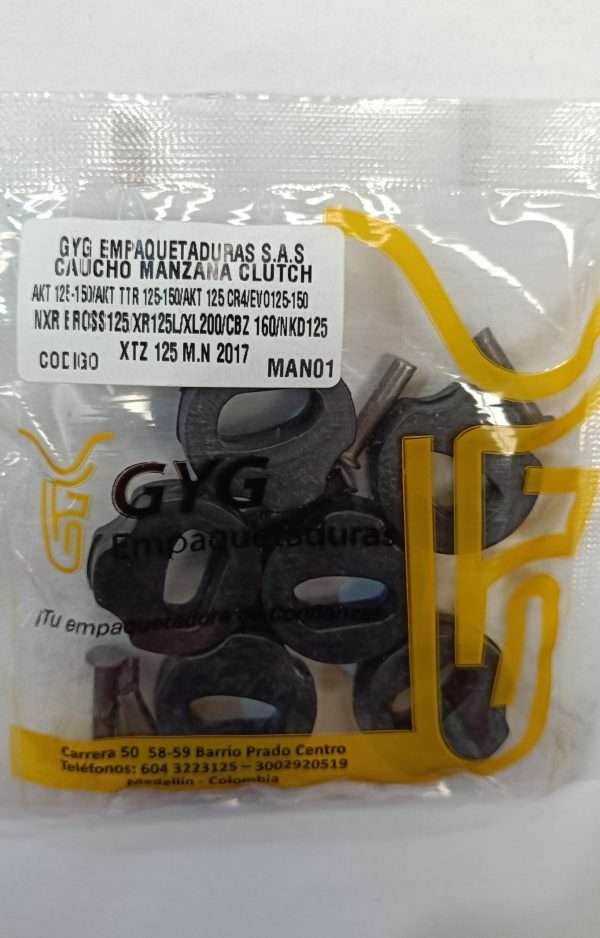 GYG EMPAQUETADURAS S.A.S
CAUCHO MANZANA CLUTCH
AKT 125-150/AKT TTR 125-150/AKT 125 CR4/EVO125-150
NXR BROSS125/XR125L/XL200/CBZ 160/NKD125
XTZ 125 M.N 2017
CODIGO MAN01
GYG
Empaquetaduras
¡Tu empaquetadura de Confianza!
Carrera 50 58-59 Barrio Prado Centro
Teléfonos: 604 3223125 – 3002920519
Medellin - Colombia